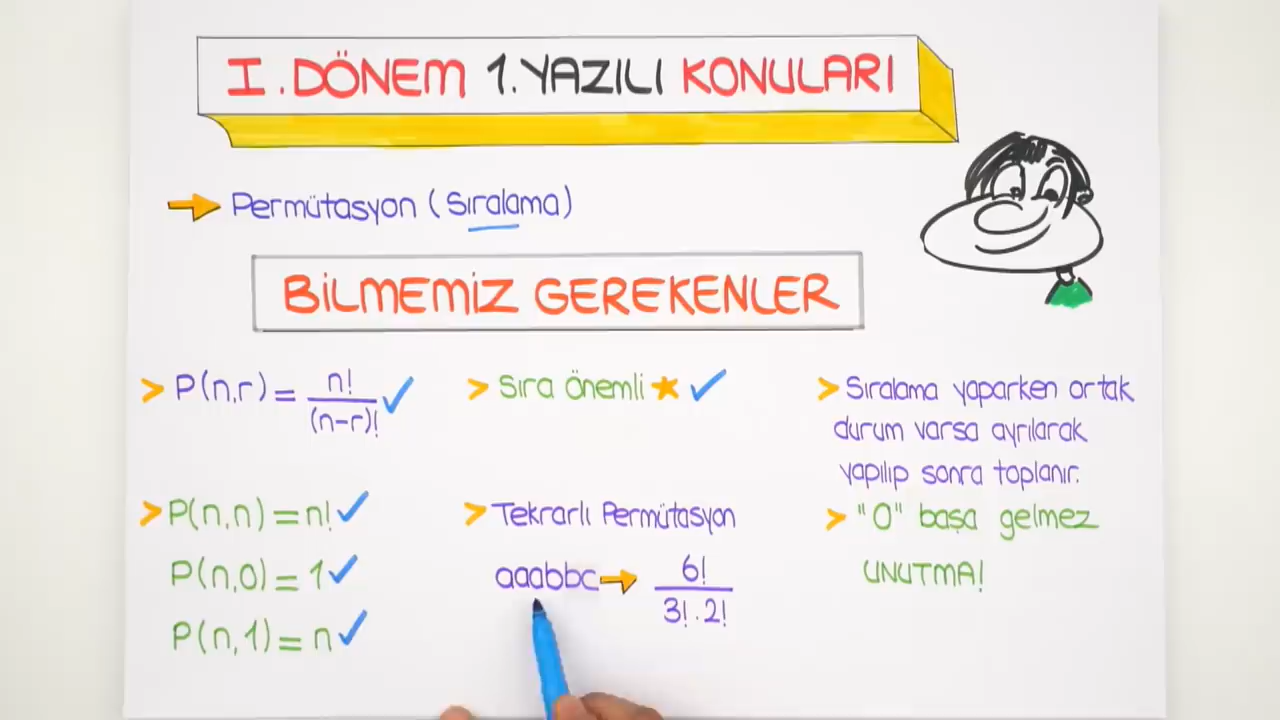 I. DÖNEM 1. YAZILI KONULARI
Permütasyon (Sıralama)
BİLMEMİZ GEREKENLER
> P(n,r) = n! / (n-r)! ✓
> Sıra Önemli ★ ✓
> Sıralama yaparken ortak
durum varsa ayrılarak
yapılıp sonra toplanır.
> P(n,n) = n! ✓
P(n,0) = 1 ✓
P(n,1) = n ✓
> Tekrarlı Permütasyon
aaabbc → 6! / 3!.2!
> "0" başa gelmez
UNUTMA!